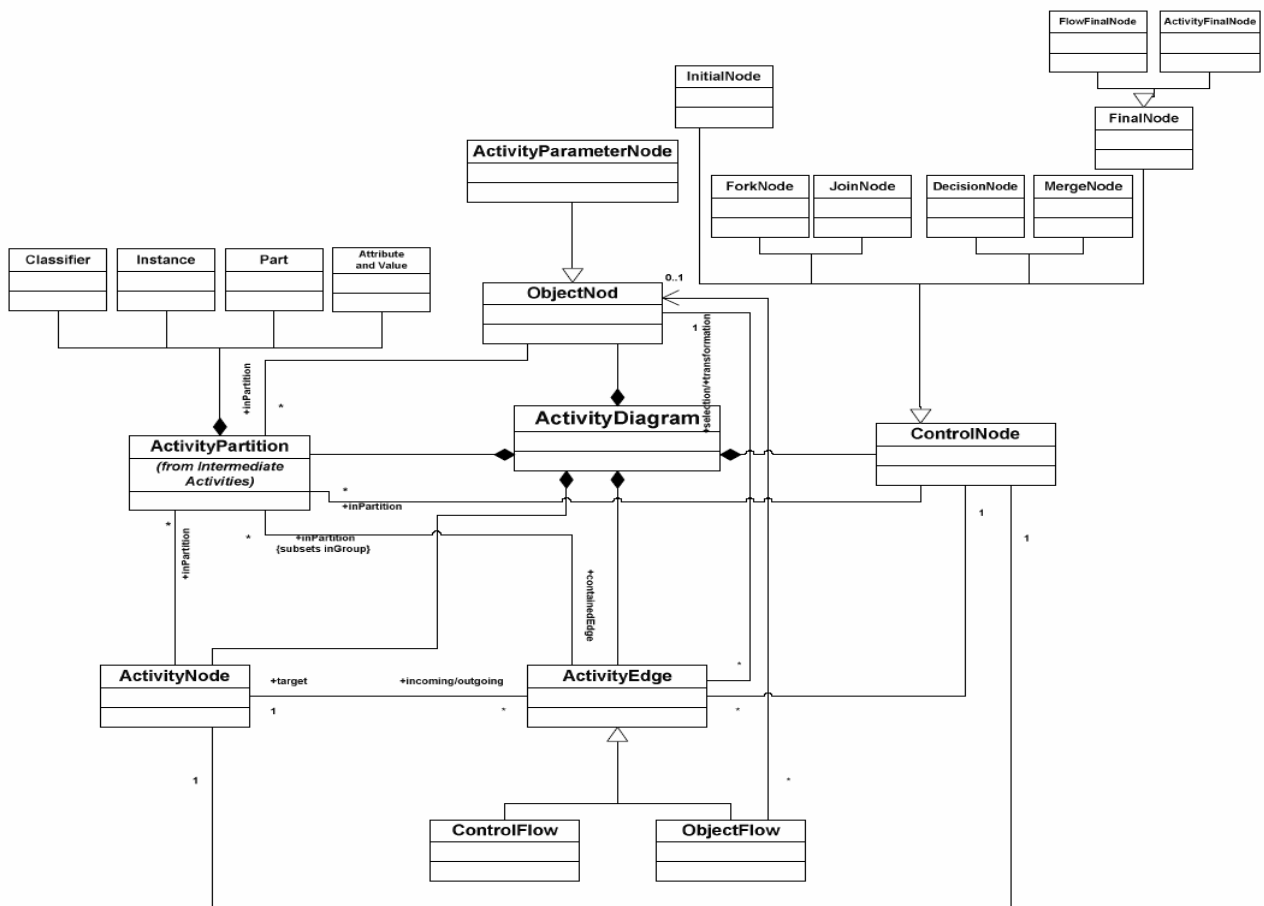 FlowFinalNode
ActivityFinalNode
InitialNode
FinalNode
ActivityParameterNode
ForkNode
JoinNode
DecisionNode
MergeNode
Classifier
Instance
Part
Attribute
and Value
0..1
ObjectNod
1
+selection/+transformation
+inPartition
*
ActivityDiagram
ControlNode
ActivityPartition
(from Intermediate
Activities)
*
+inPartition
1
*
+inPartition
*
+inPartition
{subsets inGroup}
1
+containedEdge
*
ActivityNode
+target
+incoming/outgoing
ActivityEdge
1
*
*
1
*
ControlFlow
ObjectFlow